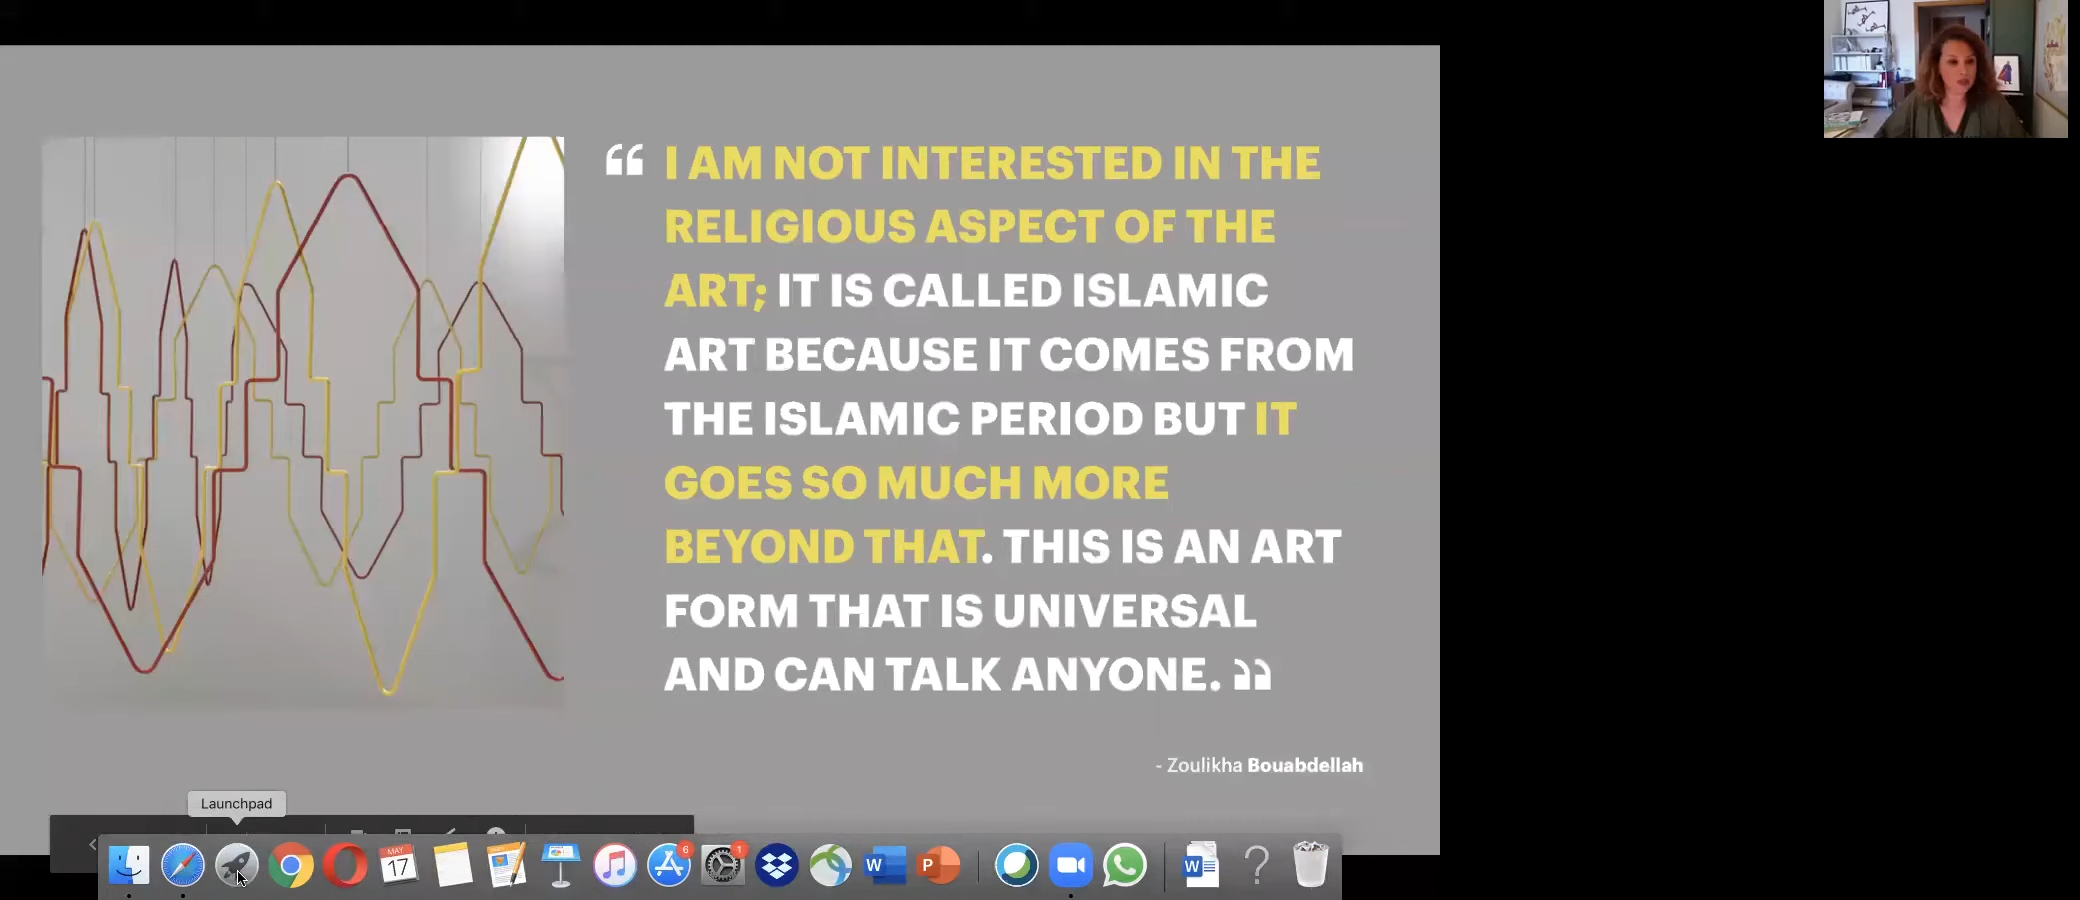 “ I AM NOT INTERESTED IN THE
RELIGIOUS ASPECT OF THE
ART; IT IS CALLED ISLAMIC
ART BECAUSE IT COMES FROM
THE ISLAMIC PERIOD BUT IT
GOES SO MUCH MORE
BEYOND THAT. THIS IS AN ART
FORM THAT IS UNIVERSAL
AND CAN TALK ANYONE. ”
- Zoulikha Bouabdellah
Launchpad
MAY
17
6
1
W
P
W
?